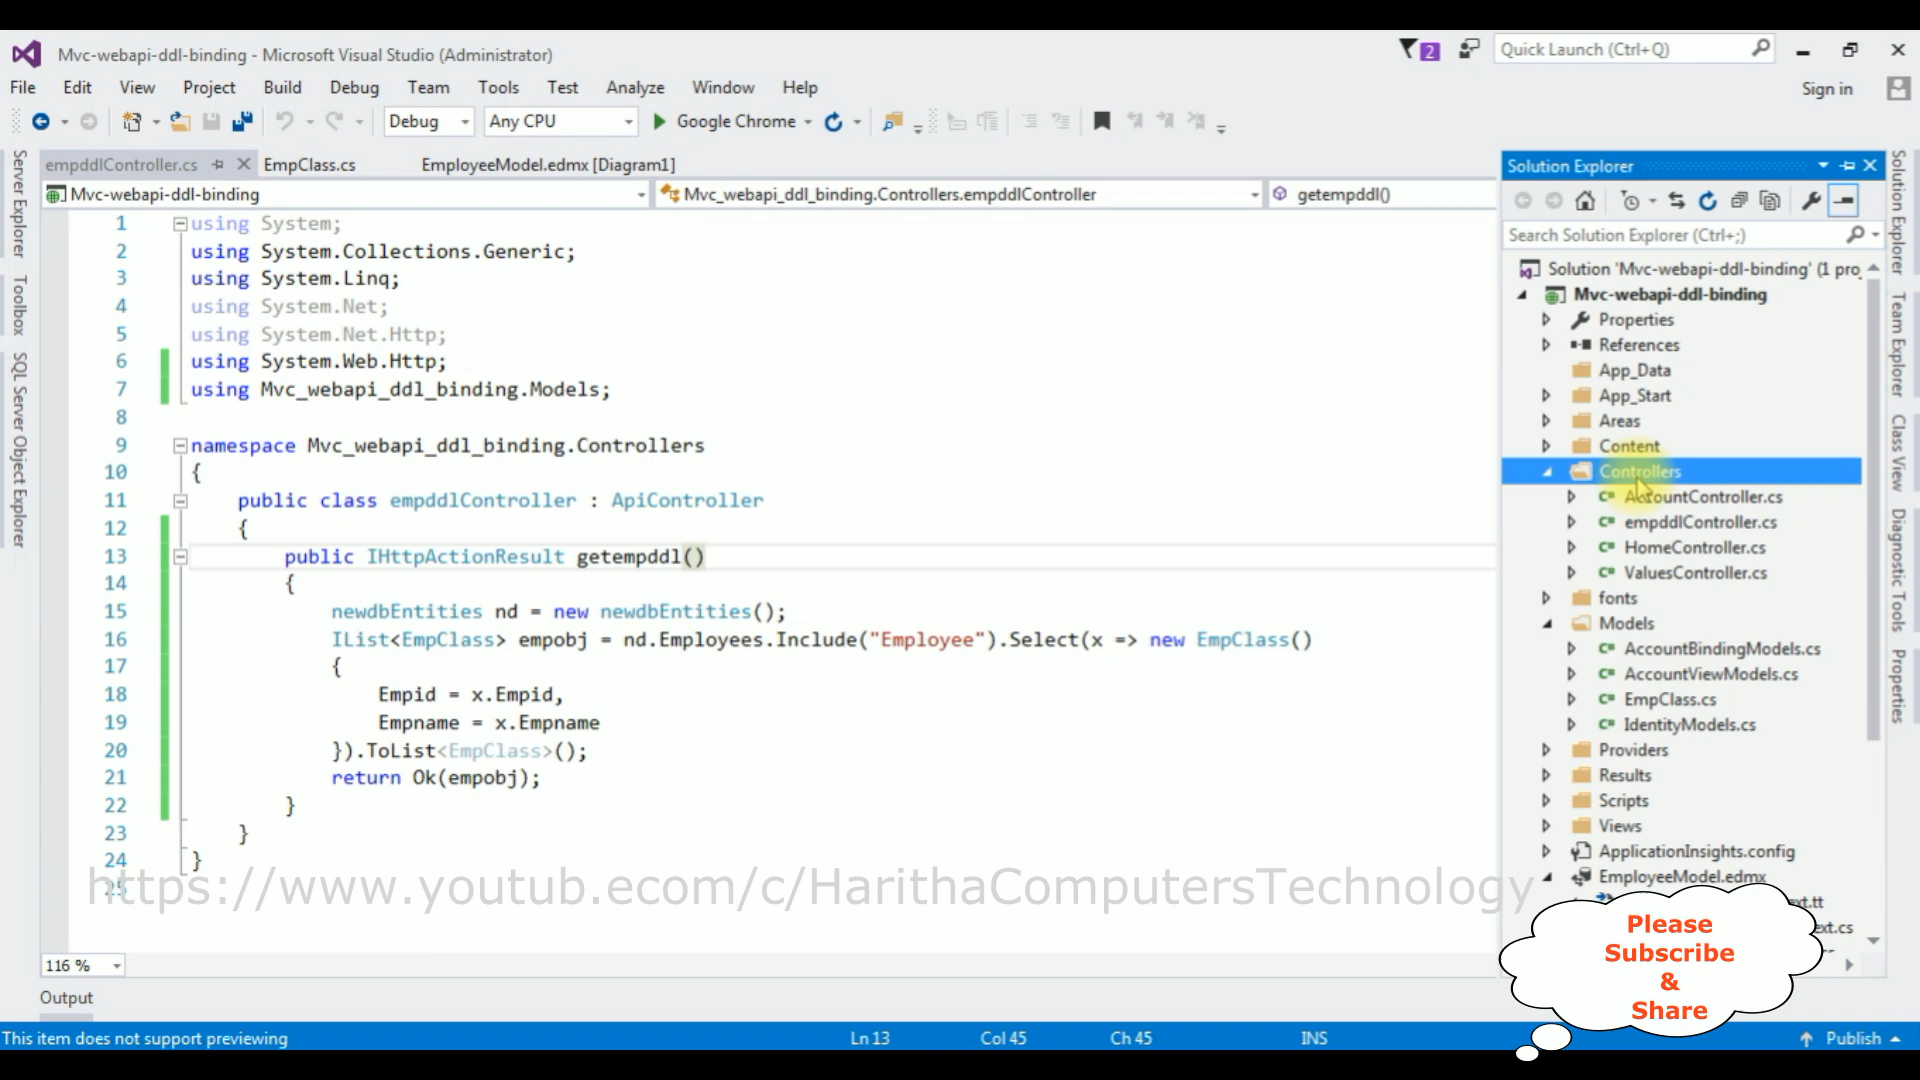 Mvc-webapi-ddl-binding - Microsoft Visual Studio (Administrator)
2
Quick Launch (Ctrl+Q)
File Edit View Project Build Debug Team Tools Test Analyze Window Help
Sign in
Debug Any CPU Google Chrome
empddlController.cs EmpClass.cs EmployeeModel.edmx [Diagram1]
Mvc-webapi-ddl-binding Mvc_webapi_ddl_binding.Controllers.empddlController getempddl()
Server Explorer
Toolbox
SQL Server Object Explorer
1 using System;
2 using System.Collections.Generic;
3 using System.Linq;
4 using System.Net;
5 using System.Net.Http;
6 using System.Web.Http;
7 using Mvc_webapi_ddl_binding.Models;
8
9 namespace Mvc_webapi_ddl_binding.Controllers
10 {
11 public class empddlController : ApiController
12 {
13 public IHttpActionResult getempddl()
14 {
15 newdbEntities nd = new newdbEntities();
16 IList<EmpClass> empobj = nd.Employees.Include("Employee").Select(x => new EmpClass()
17 {
18 Empid = x.Empid,
19 Empname = x.Empname
20 }).ToList<EmpClass>();
21 return Ok(empobj);
22 }
23 }
24 }
25
https://www.youtub.ecom/c/HarithaComputersTechnology
116 %
Output
Solution Explorer
Search Solution Explorer (Ctrl+;)
Solution 'Mvc-webapi-ddl-binding' (1 proj
Mvc-webapi-ddl-binding
Properties
References
App_Data
App_Start
Areas
Content
Controllers
AccountController.cs
empddlController.cs
HomeController.cs
ValuesController.cs
fonts
Models
AccountBindingModels.cs
AccountViewModels.cs
EmpClass.cs
IdentityModels.cs
Providers
Results
Scripts
Views
ApplicationInsights.config
EmployeeModel.edmx
ext.tt
ext.cs
Please
Subscribe
&
Share
Solution Explorer
Team Explorer
Class View
Diagnostic Tools
Properties
This item does not support previewing Ln 13 Col 45 Ch 45 INS Publish